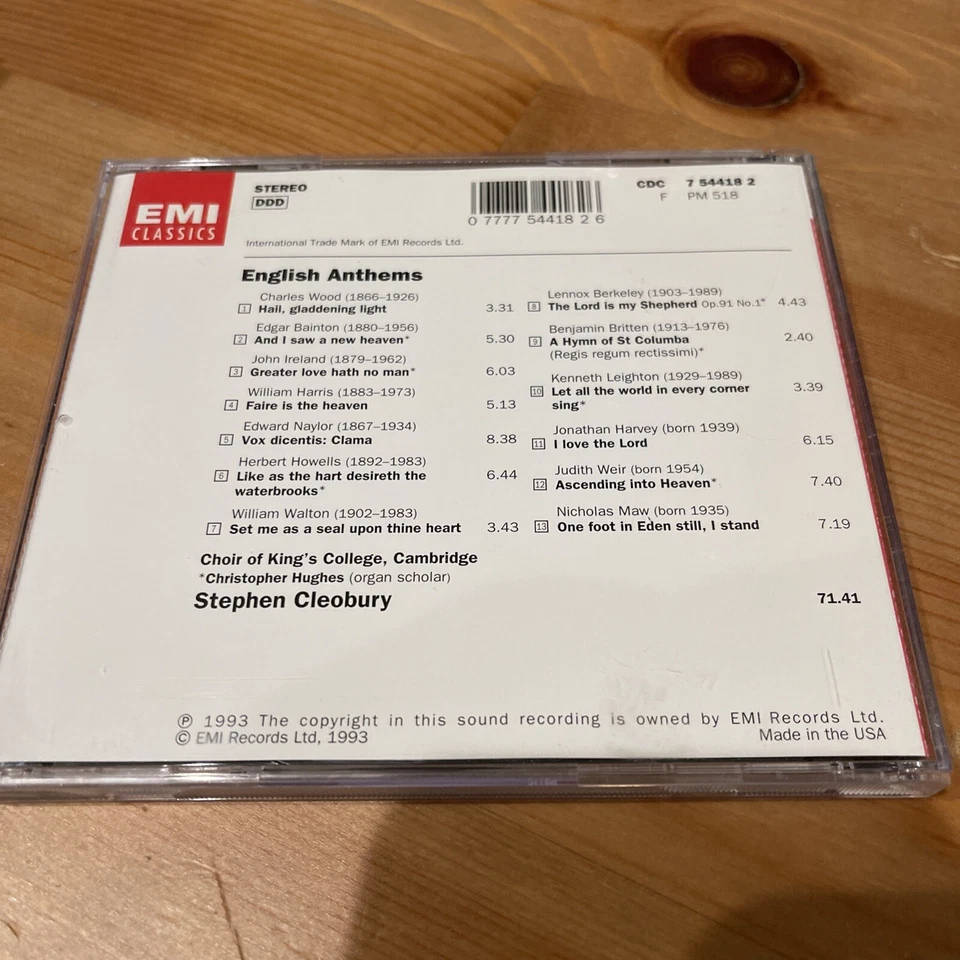 EMI
CLASSICS
STEREO
DDD
0 7777 54418 2 6
CDC 7 54418 2
F PM 518
International Trade Mark of EMI Records Ltd.
English Anthems
Charles Wood (1866–1926)
1 Hail, gladdening light 3.31
Edgar Bainton (1880–1956)
2 And I saw a new heaven* 5.30
John Ireland (1879–1962)
3 Greater love hath no man* 6.03
William Harris (1883–1973)
4 Faire is the heaven 5.13
Edward Naylor (1867–1934)
5 Vox dicentis: Clama 8.38
Herbert Howells (1892–1983)
6 Like as the hart desireth the 6.44
waterbrooks*
William Walton (1902–1983)
7 Set me as a seal upon thine heart 3.43
Lennox Berkeley (1903–1989)
8 The Lord is my Shepherd Op.91 No.1* 4.43
Benjamin Britten (1913–1976)
9 A Hymn of St Columba 2.40
(Regis regum rectissimi)*
Kenneth Leighton (1929–1989)
10 Let all the world in every corner 3.39
sing*
Jonathan Harvey (born 1939)
11 I love the Lord 6.15
Judith Weir (born 1954)
12 Ascending into Heaven* 7.40
Nicholas Maw (born 1935)
13 One foot in Eden still, I stand 7.19
Choir of King's College, Cambridge
*Christopher Hughes (organ scholar)
Stephen Cleobury 71.41
℗ 1993 The copyright in this sound recording is owned by EMI Records Ltd.
© EMI Records Ltd, 1993 Made in the USA